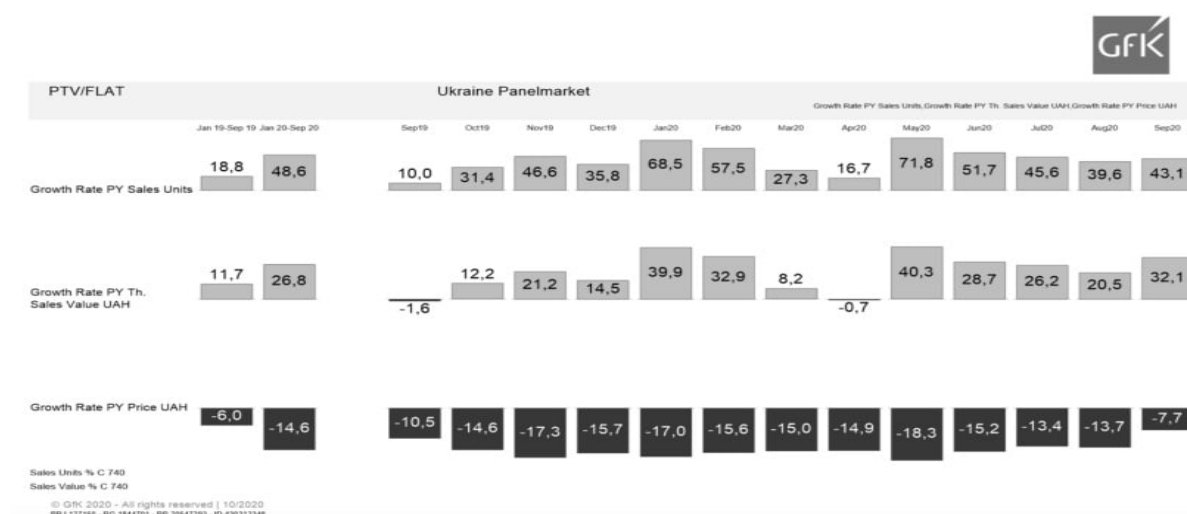 GfK
PTV/FLAT Ukraine Panelmarket
Growth Rate PY Sales Units,Growth Rate PY Th. Sales Value UAH,Growth Rate PY Price UAH
Jan 19-Sep 19 Jan 20-Sep 20 Sep19 Oct19 Nov19 Dec19 Jan20 Feb20 Mar20 Apr20 May20 Jun20 Jul20 Aug20 Sep20
Growth Rate PY Sales Units 18,8 48,6 10,0 31,4 46,6 35,8 68,5 57,5 27,3 16,7 71,8 51,7 45,6 39,6 43,1
Growth Rate PY Th.
Sales Value UAH 11,7 26,8 -1,6 12,2 21,2 14,5 39,9 32,9 8,2 -0,7 40,3 28,7 26,2 20,5 32,1
Growth Rate PY Price UAH -6,0 -14,6 -10,5 -14,6 -17,3 -15,7 -17,0 -15,6 -15,0 -14,9 -18,3 -15,2 -13,4 -13,7 -7,7
Sales Units % C 740
Sales Value % C 740
© GfK 2020 - All rights reserved | 10/2020